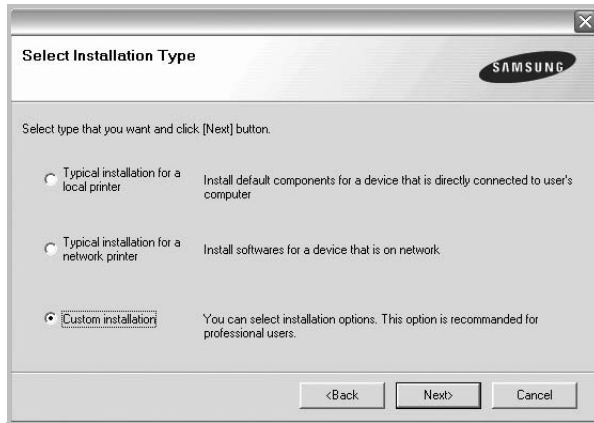 Select Installation Type
SAMSUNG
Select type that you want and click [Next] button.
Typical installation for a
local printer
Install default components for a device that is directly connected to user's
computer
Typical installation for a
network printer
Install softwares for a device that is on network
Custom installation
You can select installation options. This option is recommanded for
professional users.
<Back
Next>
Cancel